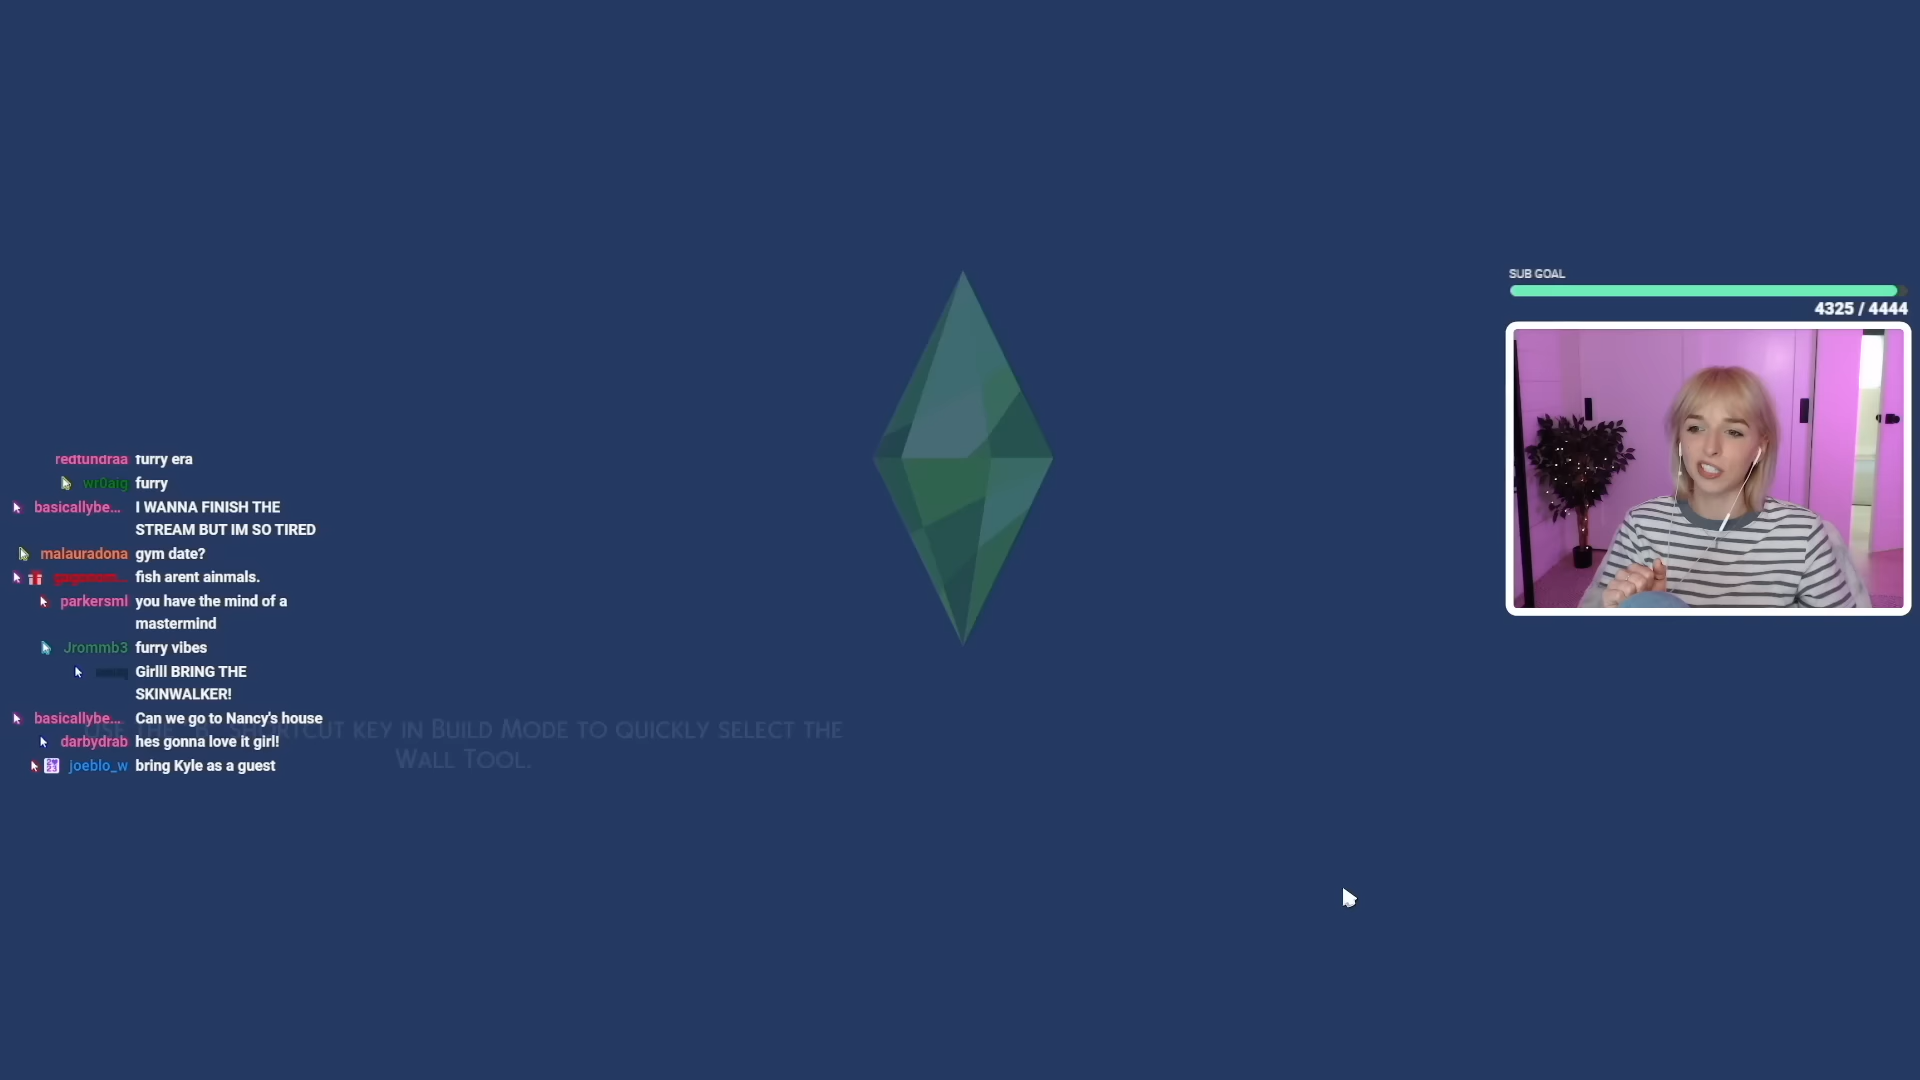 SUB GOAL
4325 / 4444
redtundraa furry era
wr0aig furry
basicallybe... I WANNA FINISH THE
STREAM BUT IM SO TIRED
malauradona gym date?
fish arent ainmals.
parkersml you have the mind of a
mastermind
Jrommb3 furry vibes
Girlll BRING THE
SKINWALKER!
basicallybe... Can we go to Nancy's house
SHORTCUT KEY IN BUILD MODE TO QUICKLY SELECT THE
WALL TOOL.
darbydrab hes gonna love it girl!
joeblo_w bring Kyle as a guest